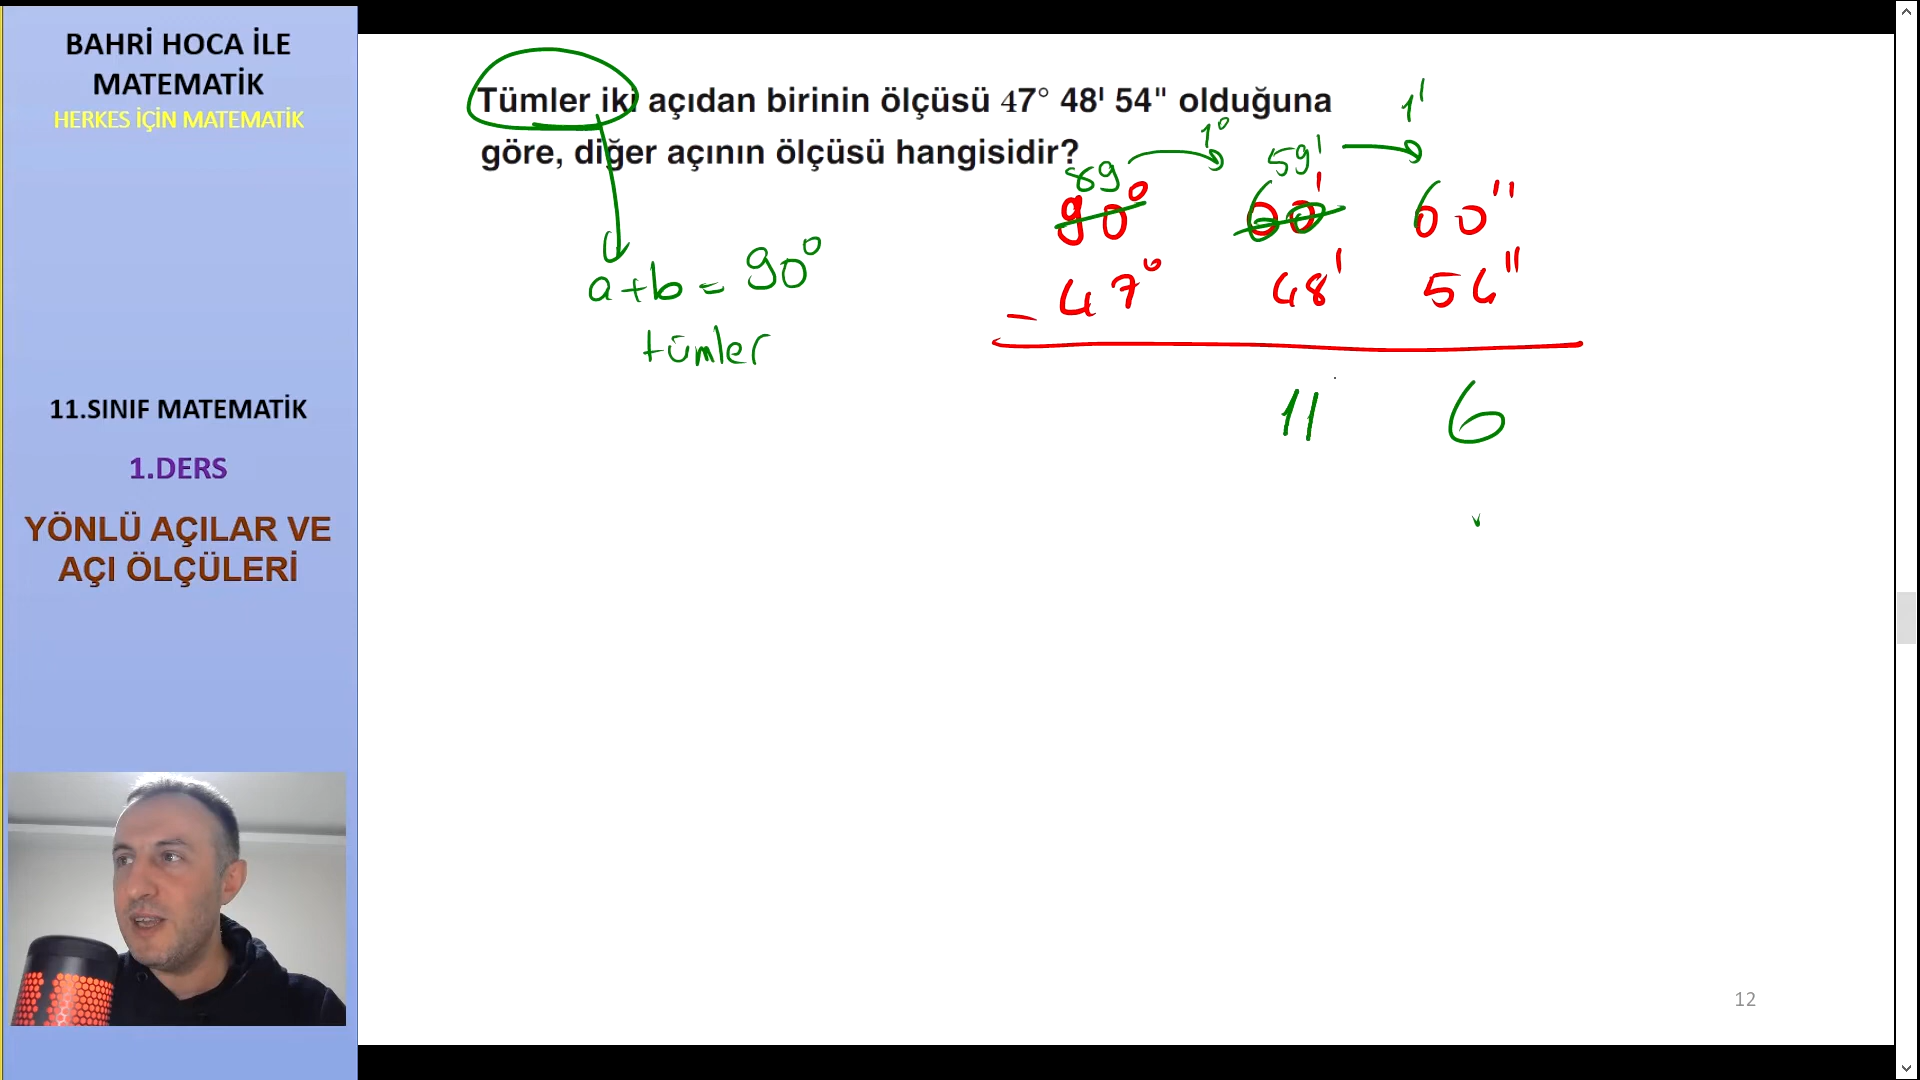 BAHRİ HOCA İLE
MATEMATİK
HERKES İÇİN MATEMATİK
11.SINIF MATEMATİK
1.DERS
YÖNLÜ AÇILAR VE
AÇI ÖLÇÜLERİ
Tümler iki açıdan birinin ölçüsü 47° 48' 54" olduğuna
göre, diğer açının ölçüsü hangisidir?
1° 1'
89 59'
90° 60' 60"
- 47° 48' 54"
11 6
a+b = 90°
tümler
12